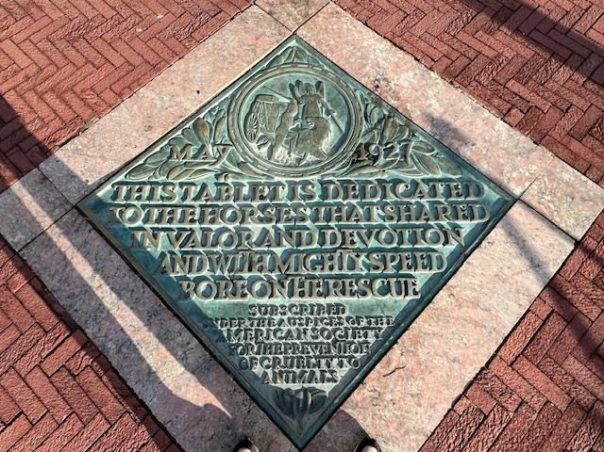 MAY 1927
THIS TABLET IS DEDICATED
TO THE HORSES THAT SHARED
IN VALOR AND DEVOTION
AND WITH MIGHTY SPEED
BORE ON THE RESCUE
SUBSCRIBED
UNDER THE AUSPICES OF THE
AMERICAN SOCIETY
FOR THE PREVENTION
OF CRUELTY TO
ANIMALS